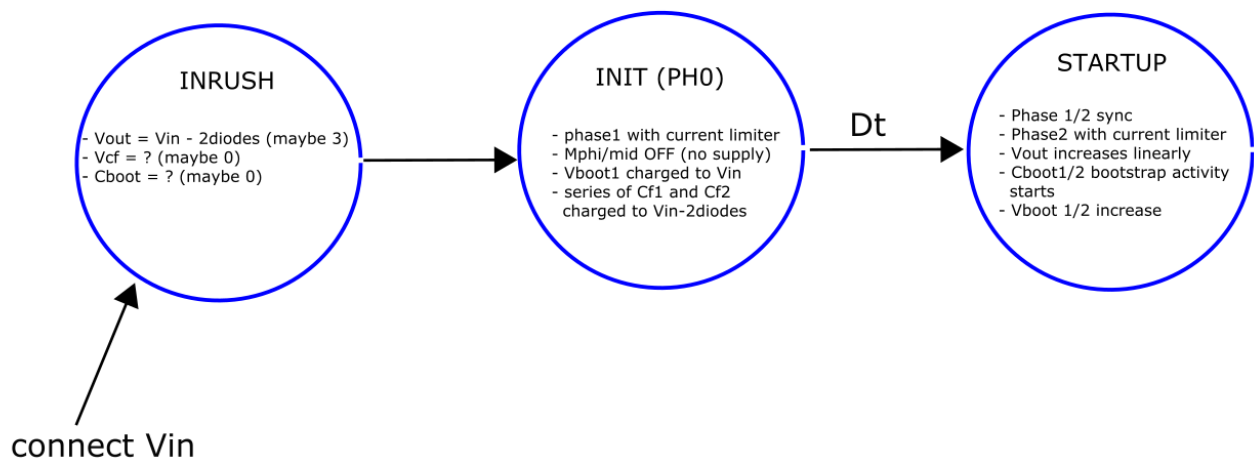 INRUSH
- Vout = Vin - 2diodes (maybe 3)
- Vcf = ? (maybe 0)
- Cboot = ? (maybe 0)
INIT (PH0)
- phase1 with current limiter
- Mphi/mid OFF (no supply)
- Vboot1 charged to Vin
- series of Cf1 and Cf2
charged to Vin-2diodes
Dt
STARTUP
- Phase 1/2 sync
- Phase2 with current limiter
- Vout increases linearly
- Cboot1/2 bootstrap activity
starts
- Vboot 1/2 increase
connect Vin